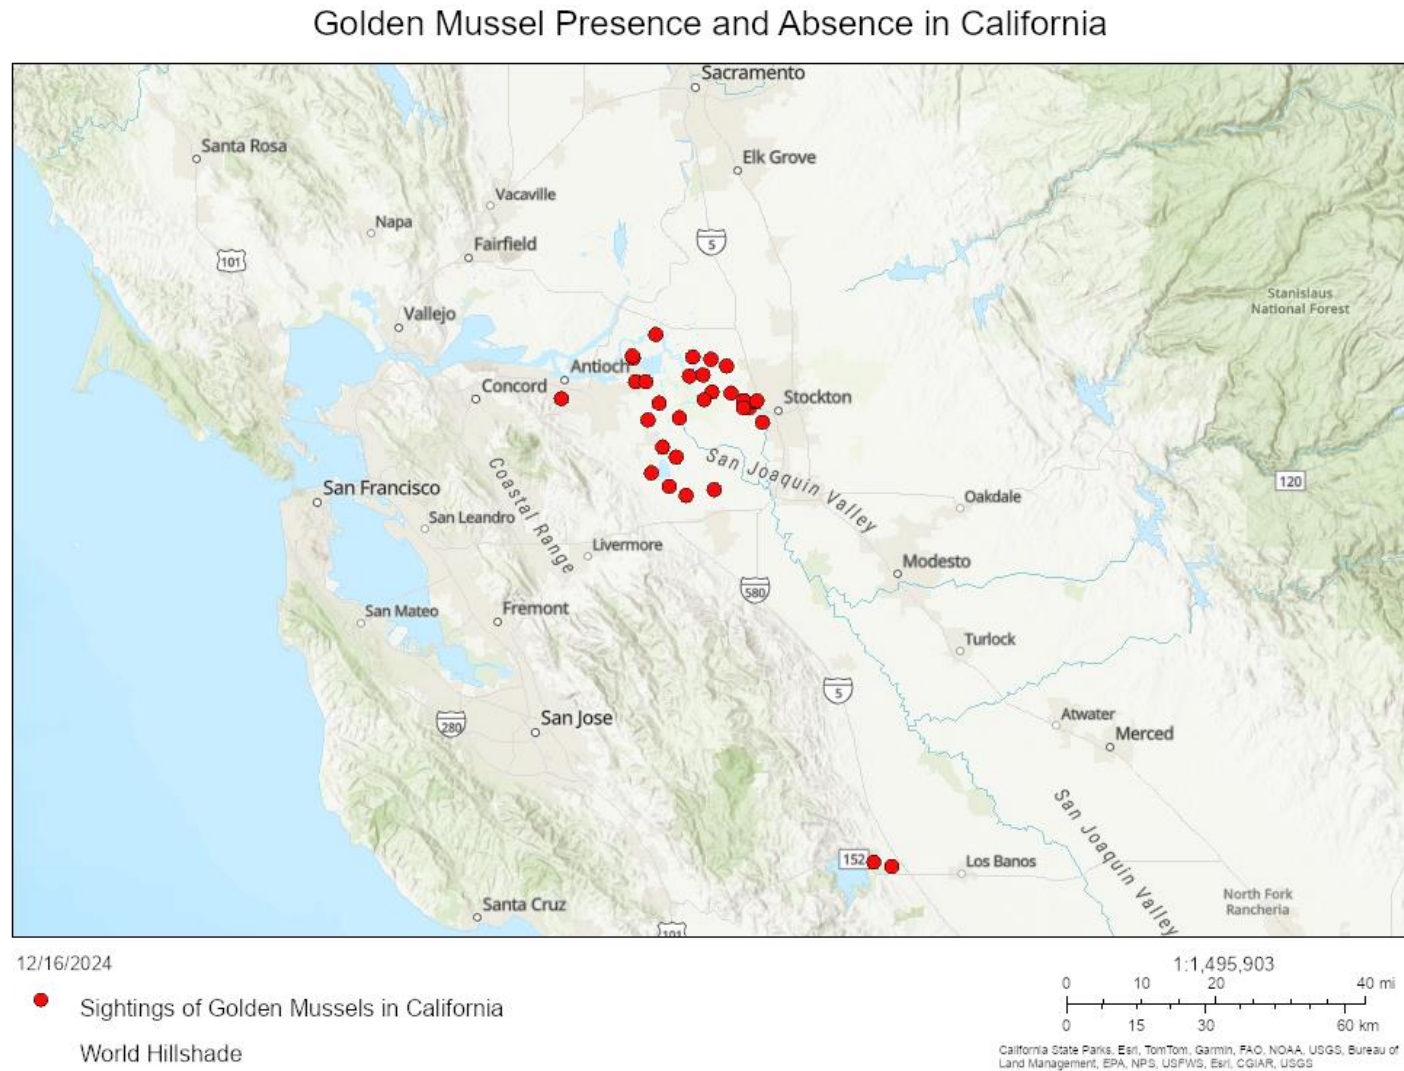 Golden Mussel Presence and Absence in California
Sacramento
Santa Rosa
Elk Grove
Vacaville
Napa
5
Fairfield
101
Stanislaus
National Forest
Vallejo
Antioch
Concord
Stockton
San Joaquin Valley
120
San Francisco
Coastal Range
Oakdale
San Leandro
Livermore
Modesto
580
San Mateo
Fremont
Turlock
5
280
San Jose
Atwater
Merced
San Joaquin Valley
152
Los Banos
North Fork
Rancheria
Santa Cruz
101
12/16/2024
1:1,495,903
0 10 20 40 mi
0 15 30 60 km
Sightings of Golden Mussels in California
World Hillshade
California State Parks, Esri, TomTom, Garmin, FAO, NOAA, USGS, Bureau of
Land Management, EPA, NPS, USFWS, Esri, CGIAR, USGS